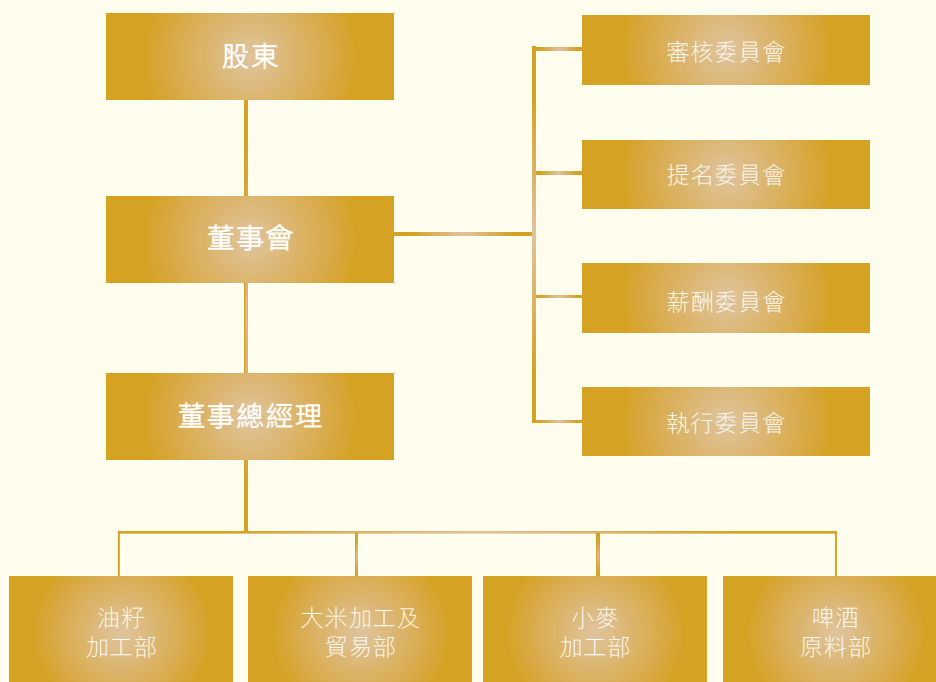 股東
審核委員會
提名委員會
董事會
薪酬委員會
董事總經理
執行委員會
油籽
加工部
大米加工及
貿易部
小麥
加工部
啤酒
原料部